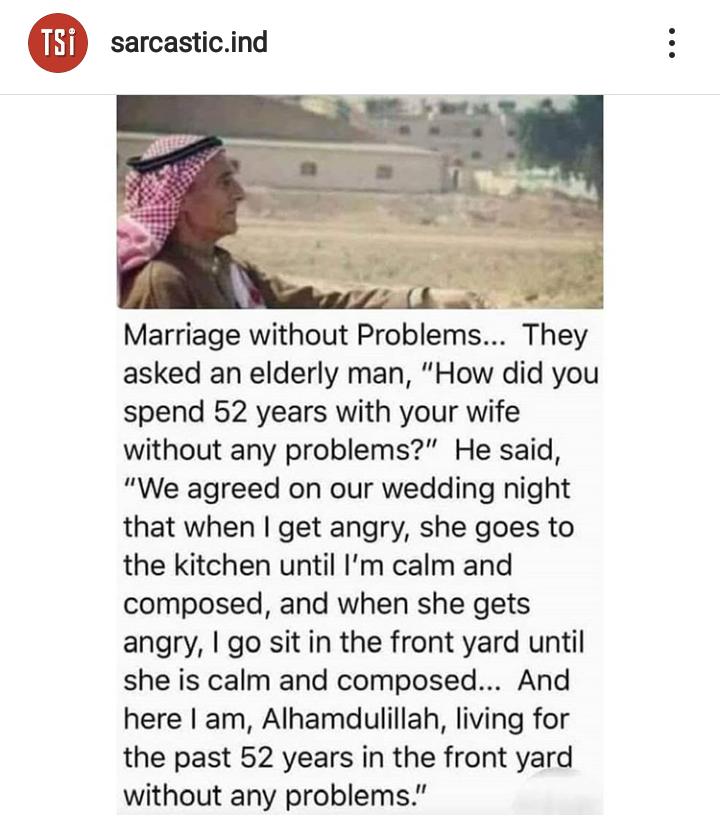 TSi
sarcastic.ind
Marriage without Problems... They
asked an elderly man, “How did you
spend 52 years with your wife
without any problems?” He said,
“We agreed on our wedding night
that when I get angry, she goes to
the kitchen until I’m calm and
composed, and when she gets
angry, I go sit in the front yard until
she is calm and composed... And
here I am, Alhamdulillah, living for
the past 52 years in the front yard
without any problems.”